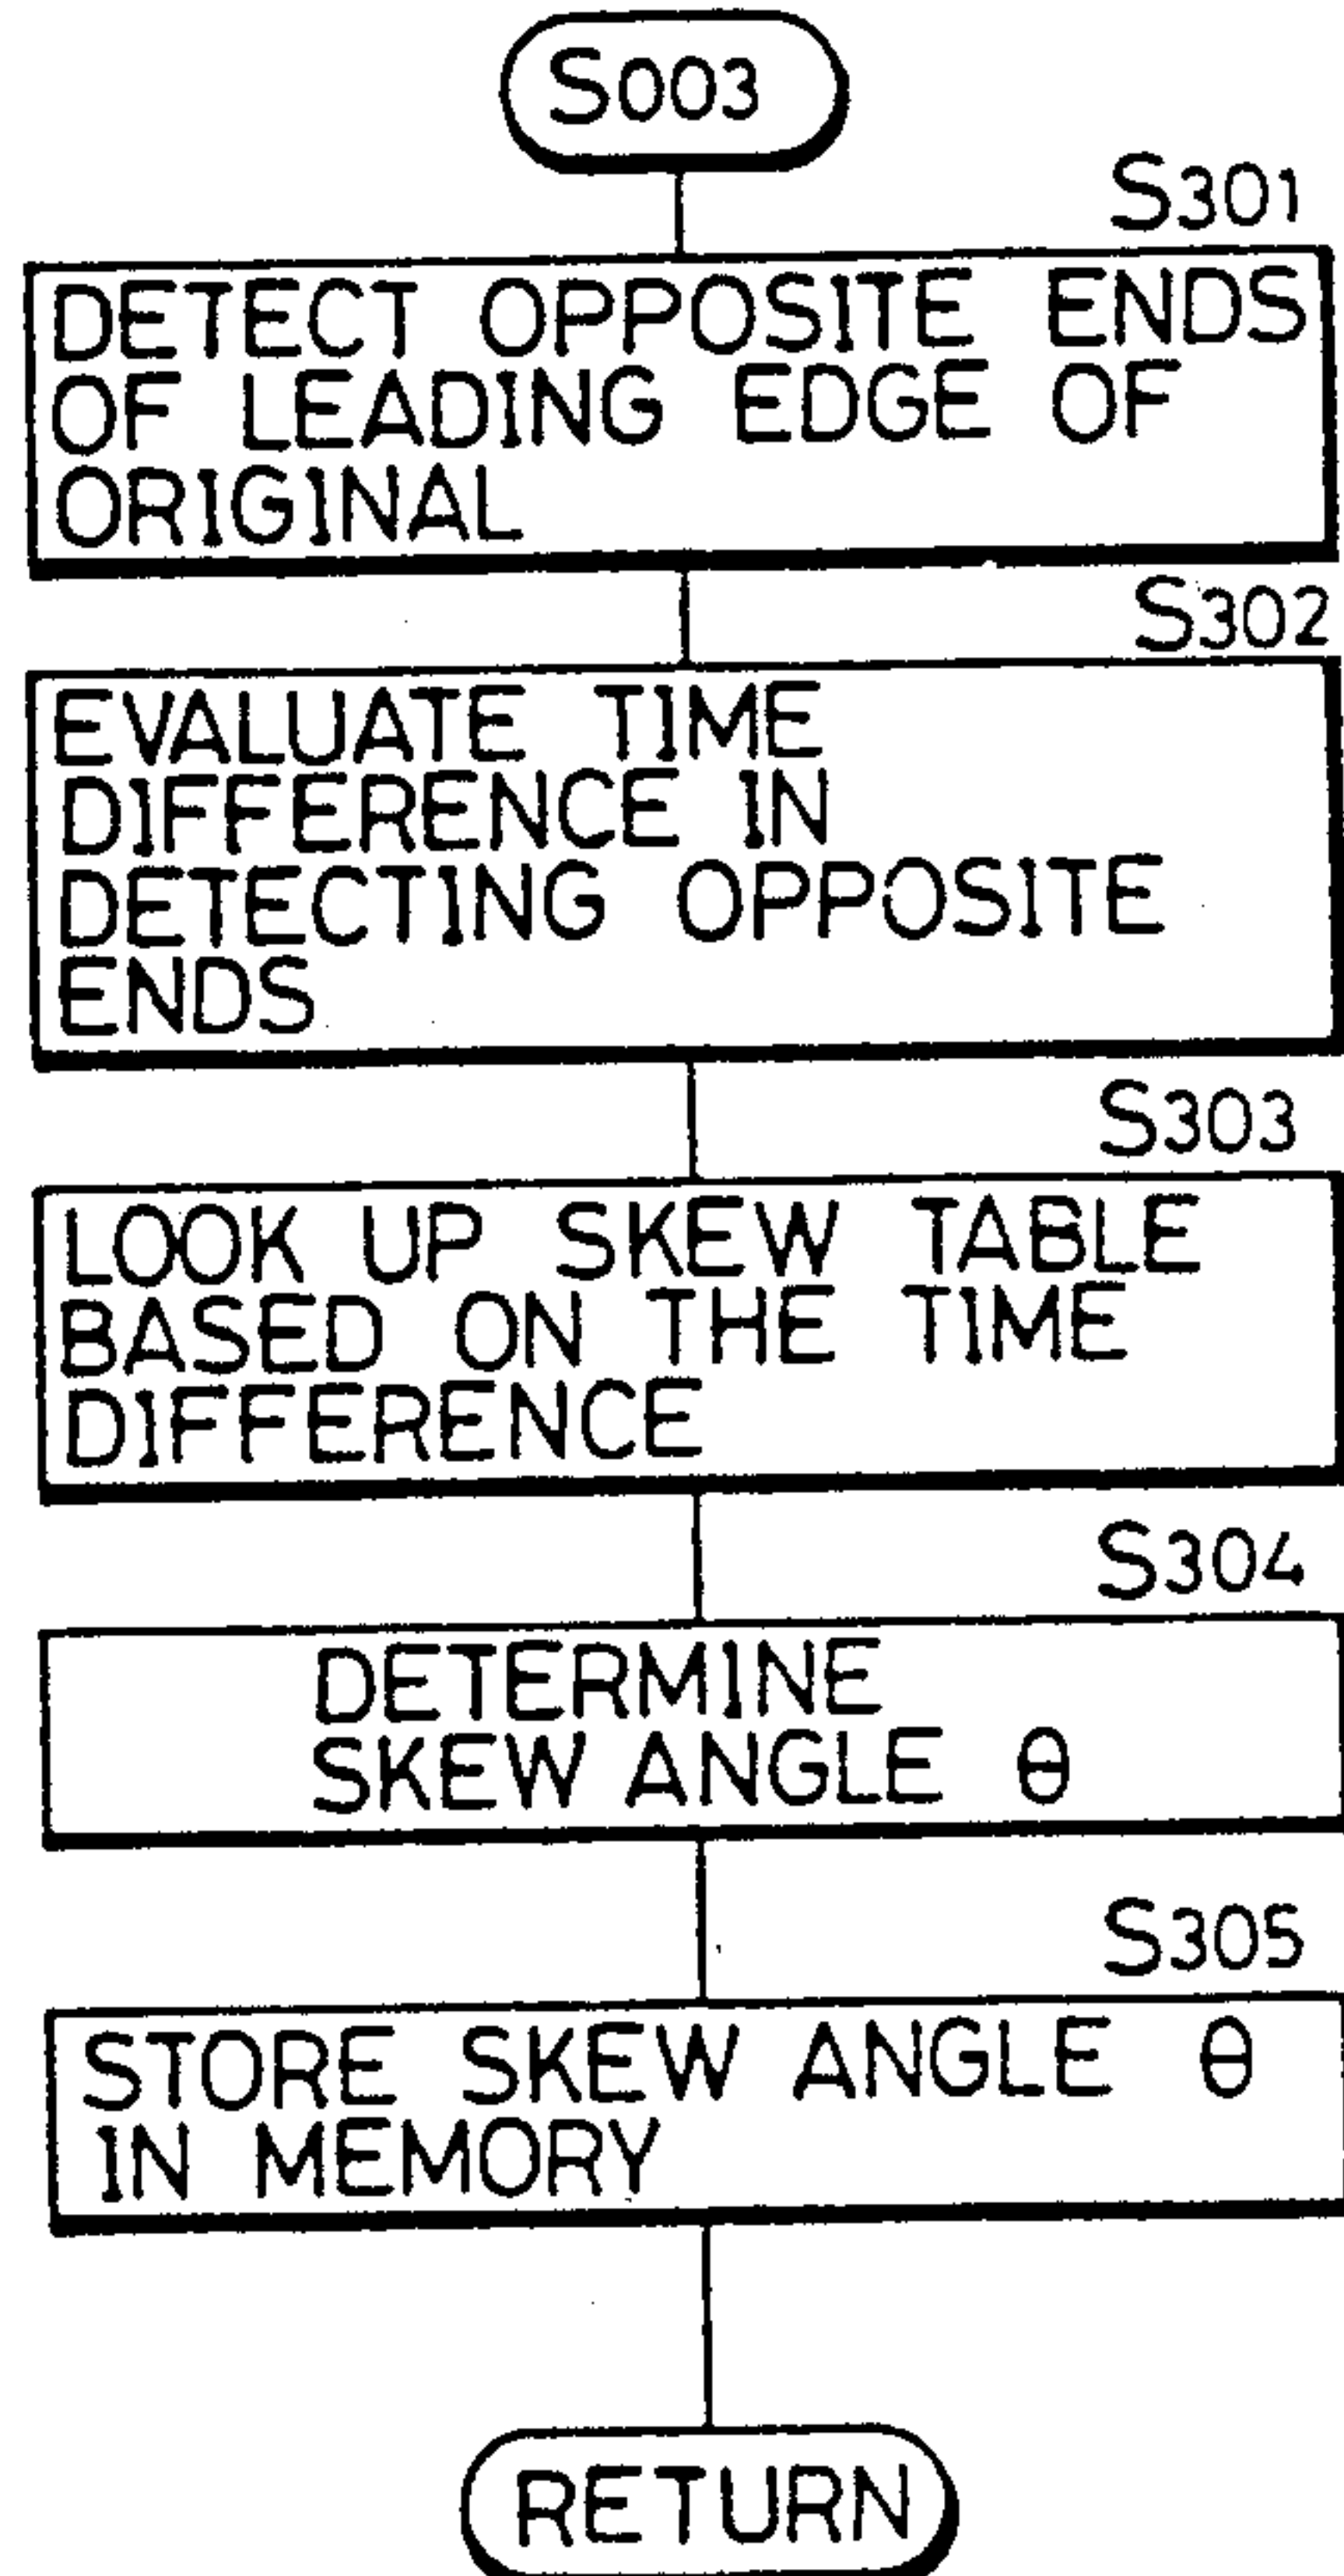 S003
S301
DETECT OPPOSITE ENDS
OF LEADING EDGE OF
ORIGINAL
S302
EVALUATE TIME
DIFFERENCE IN
DETECTING OPPOSITE
ENDS
S303
LOOK UP SKEW TABLE
BASED ON THE TIME
DIFFERENCE
S304
DETERMINE
SKEW ANGLE θ
S305
STORE SKEW ANGLE θ
IN MEMORY
RETURN